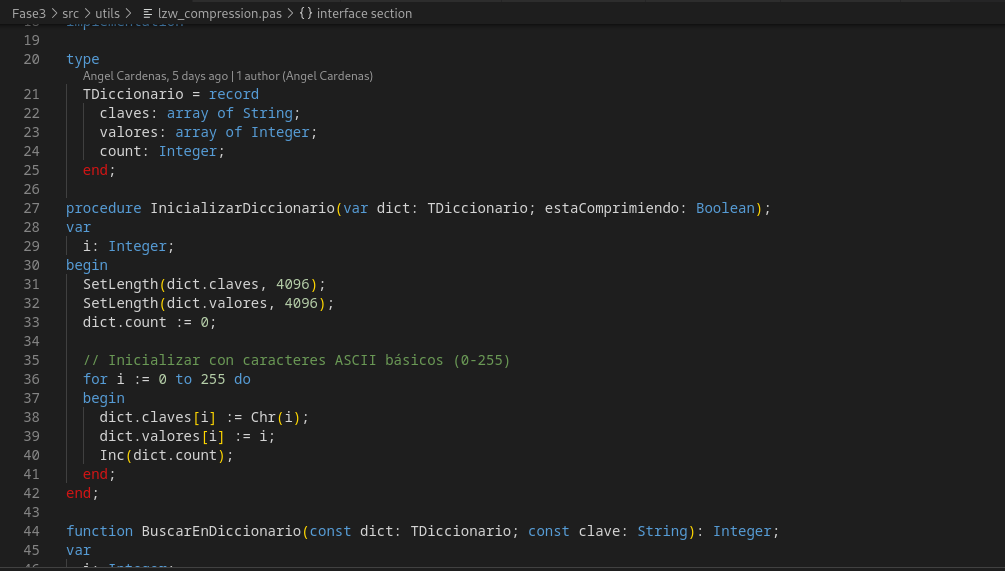 Fase3 > src > utils > lzw_compression.pas > {} interface section
18 implementation
19
20 type
Angel Cardenas, 5 days ago | 1 author (Angel Cardenas)
21 TDiccionario = record
22 claves: array of String;
23 valores: array of Integer;
24 count: Integer;
25 end;
26
27 procedure InicializarDiccionario(var dict: TDiccionario; estaComprimiendo: Boolean);
28 var
29 i: Integer;
30 begin
31 SetLength(dict.claves, 4096);
32 SetLength(dict.valores, 4096);
33 dict.count := 0;
34
35 // Inicializar con caracteres ASCII básicos (0-255)
36 for i := 0 to 255 do
37 begin
38 dict.claves[i] := Chr(i);
39 dict.valores[i] := i;
40 Inc(dict.count);
41 end;
42 end;
43
44 function BuscarEnDiccionario(const dict: TDiccionario; const clave: String): Integer;
45 var
46 i: Integer;